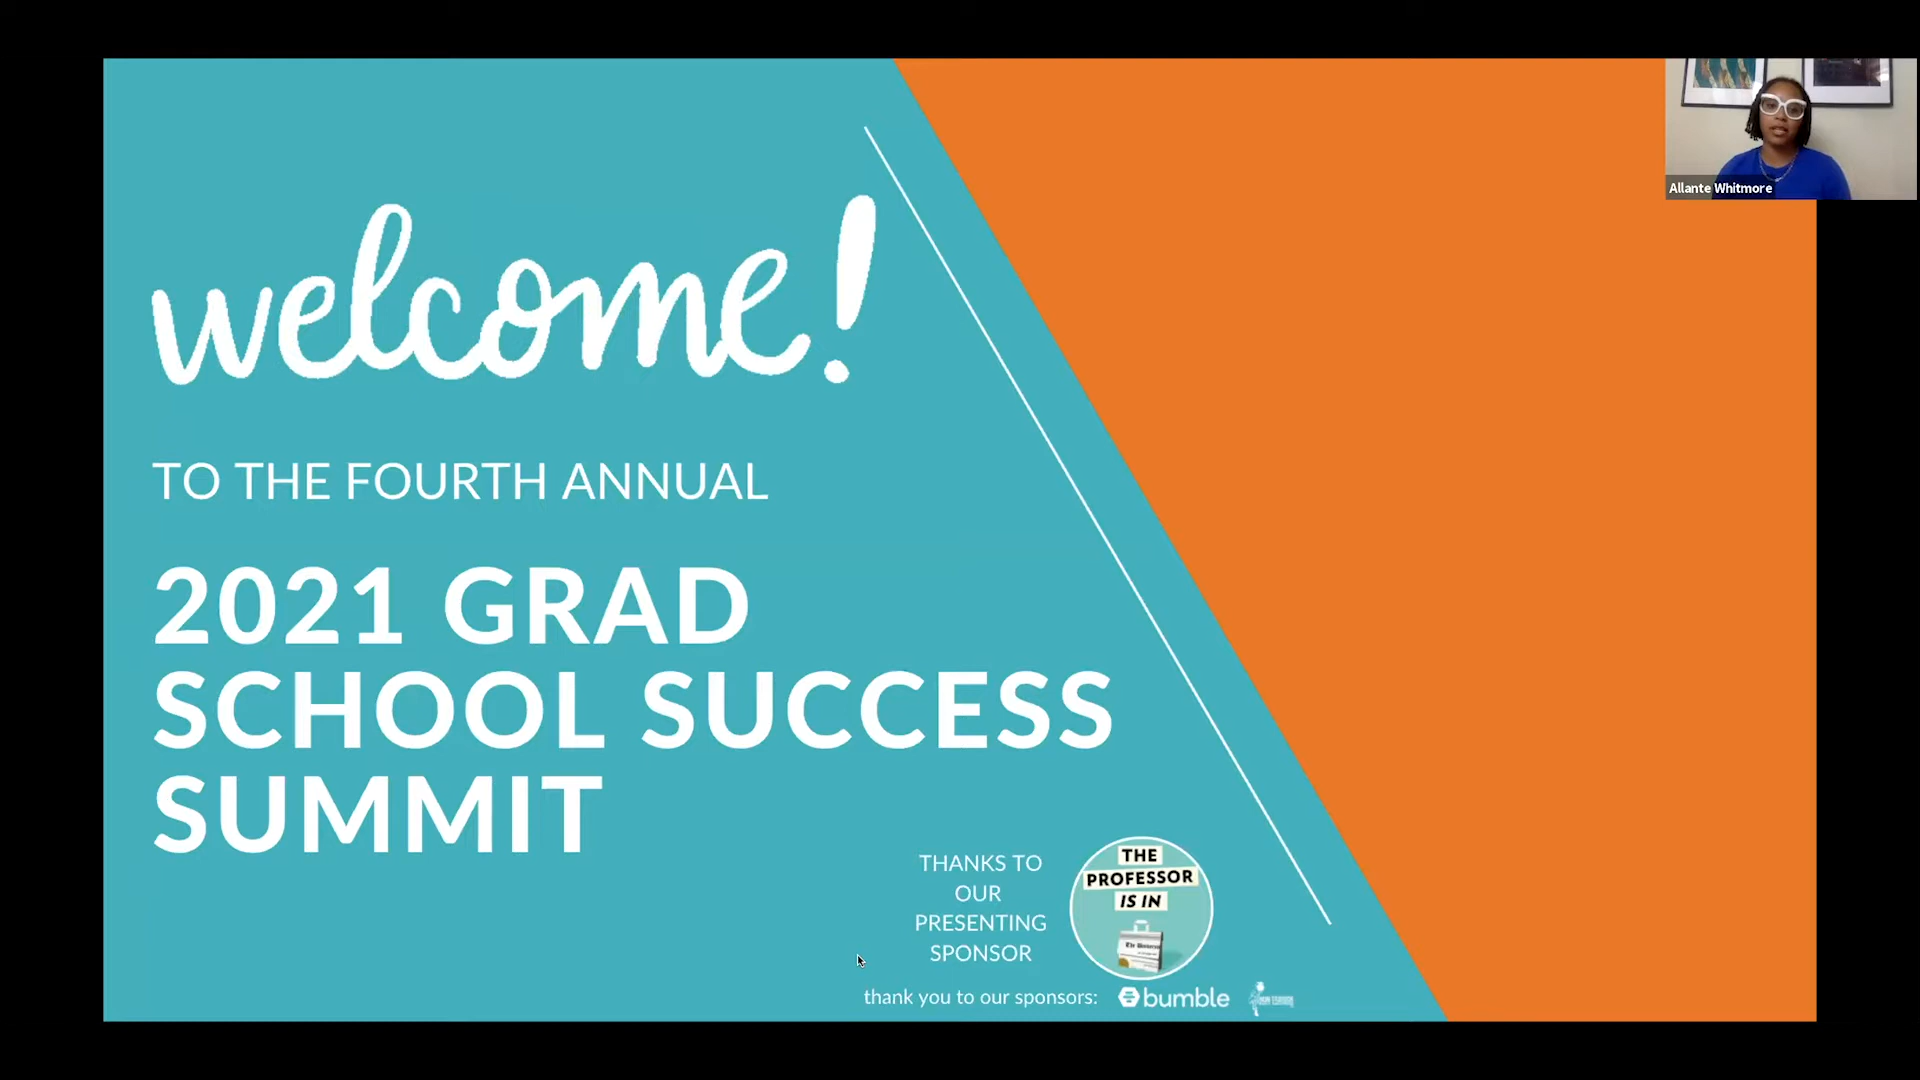 Allante Whitmore
welcome!
TO THE FOURTH ANNUAL
2021 GRAD
SCHOOL SUCCESS
SUMMIT
THANKS TO
OUR
PRESENTING
SPONSOR
THE
PROFESSOR
IS IN
thank you to our sponsors:
bumble